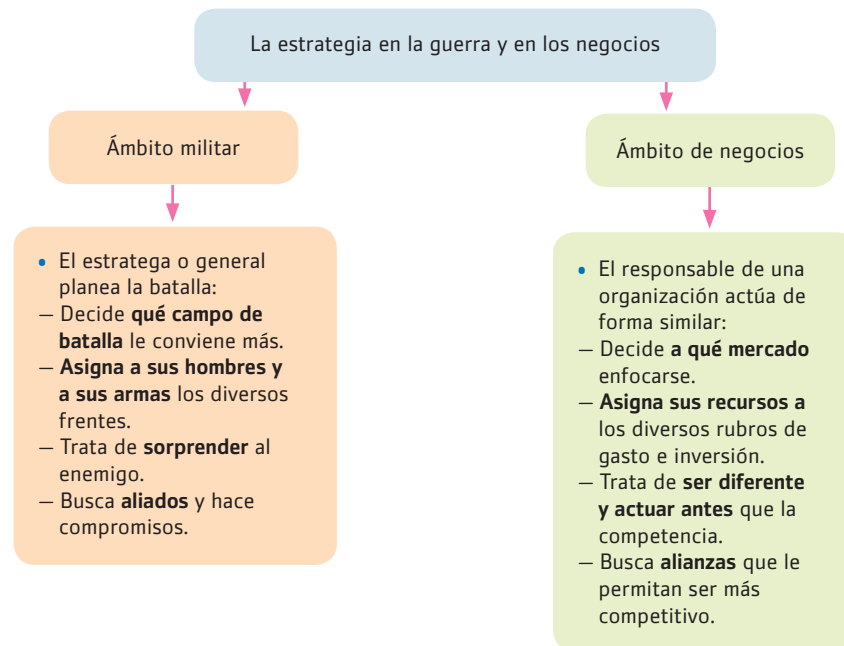 La estrategia en la guerra y en los negocios
Ámbito militar
Ámbito de negocios
• El estratega o general
planea la batalla:
— Decide qué campo de
batalla le conviene más.
— Asigna a sus hombres y
a sus armas los diversos
frentes.
— Trata de sorprender al
enemigo.
— Busca aliados y hace
compromisos.
• El responsable de una
organización actúa de
forma similar:
— Decide a qué mercado
enfocarse.
— Asigna sus recursos a
los diversos rubros de
gasto e inversión.
— Trata de ser diferente
y actuar antes que la
competencia.
— Busca alianzas que le
permitan ser más
competitivo.